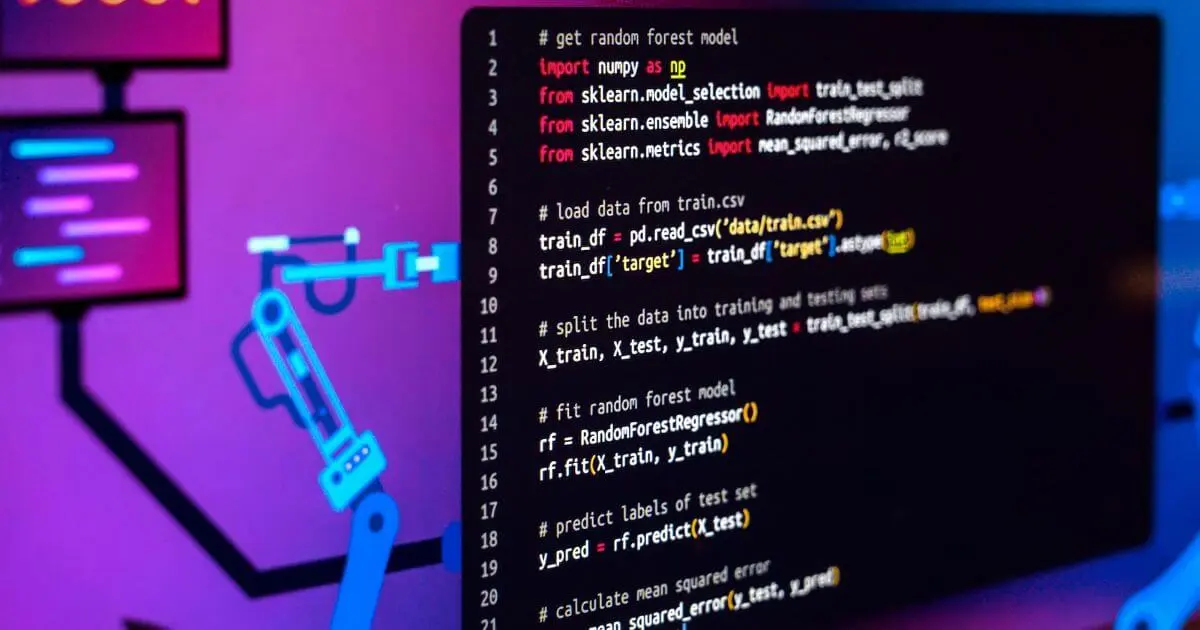 1 # get random forest model
2 import numpy as np
3 from sklearn.model_selection import train_test_split
4 from sklearn.ensemble import RandomForestRegressor
5 from sklearn.metrics import mean_squared_error, r2_score
6
7 # load data from train.csv
8 train_df = pd.read_csv('data/train.csv')
9 train_df['target'] = train_df['target'].astype(int)
10
11 # split the data into training and testing sets
12 X_train, X_test, y_train, y_test = train_test_split(train_df,
13
14 # fit random forest model
15 rf = RandomForestRegressor()
16 rf.fit(X_train, y_train)
17
18 # predict labels of test set
19 y_pred = rf.predict(X_test)
20
21 # calculate mean squared error
mean_squared_error(y_test, y_pred)